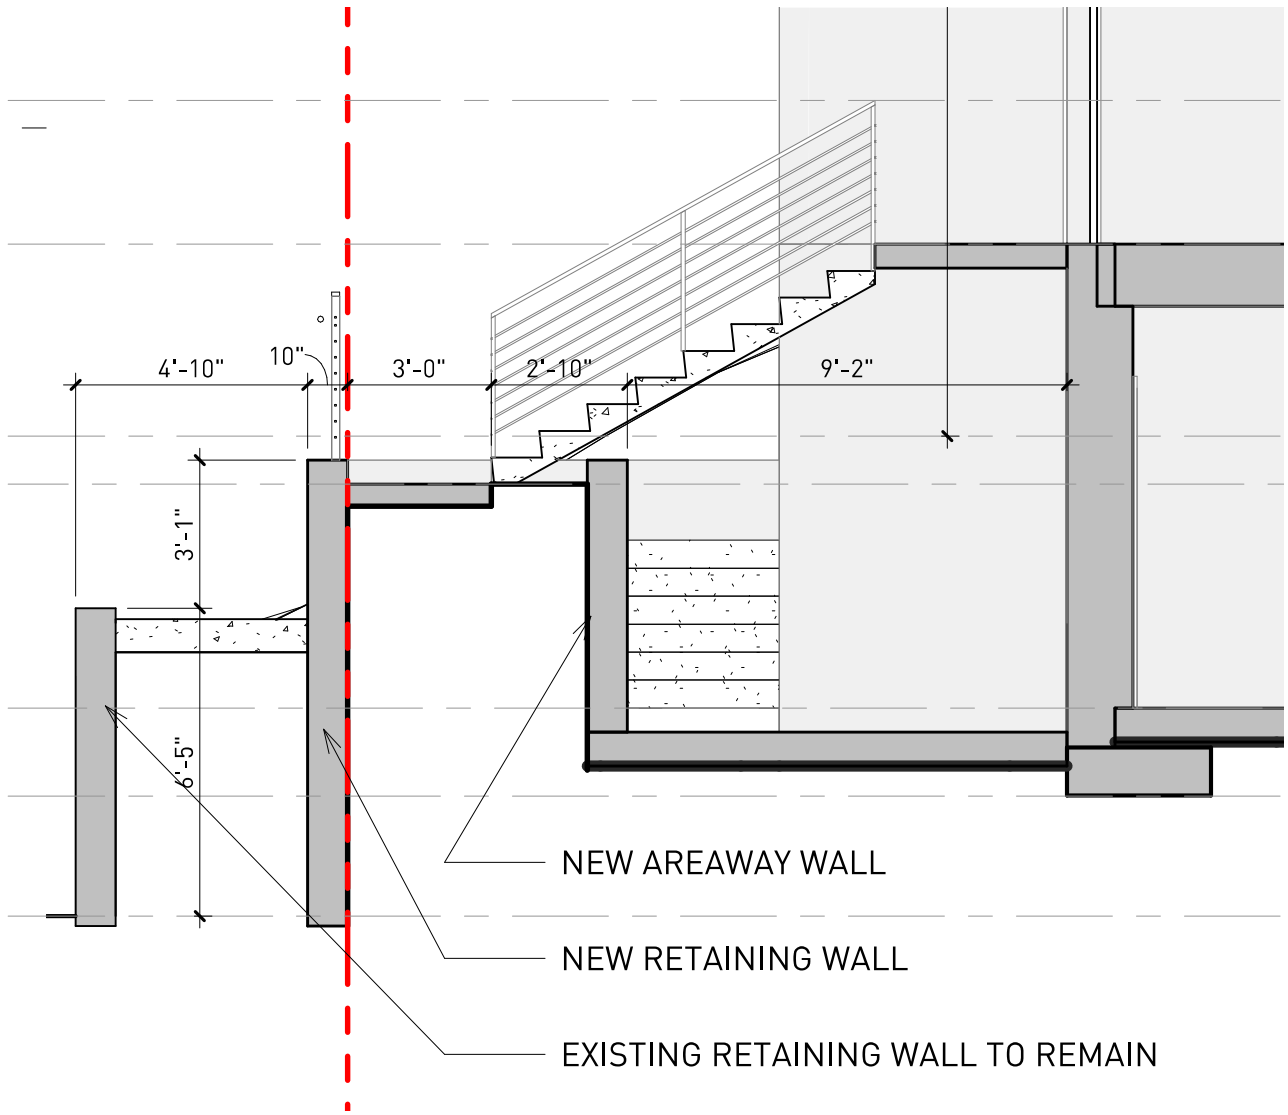 4'-10"
10"
3'-0"
2'-10"
9'-2"
3'-1"
6'-5"
NEW AREAWAY WALL
NEW RETAINING WALL
EXISTING RETAINING WALL TO REMAIN